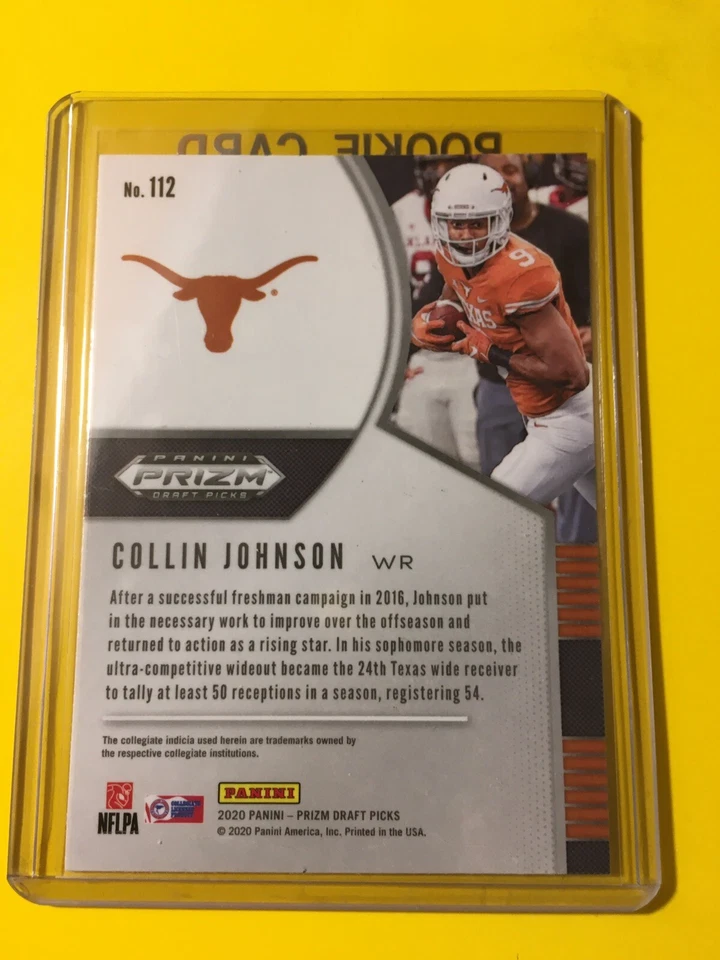 ROOKIE CARD
No. 112
9
PANINI
PRIZM
DRAFT PICKS
COLLIN JOHNSON WR
After a successful freshman campaign in 2016, Johnson put
in the necessary work to improve over the offseason and
returned to action as a rising star. In his sophomore season, the
ultra-competitive wideout became the 24th Texas wide receiver
to tally at least 50 receptions in a season, registering 54.
The collegiate indicia used herein are trademarks owned by
the respective collegiate institutions.
NFLPA
PANINI
2020 PANINI – PRIZM DRAFT PICKS
© 2020 Panini America, Inc. Printed in the USA.